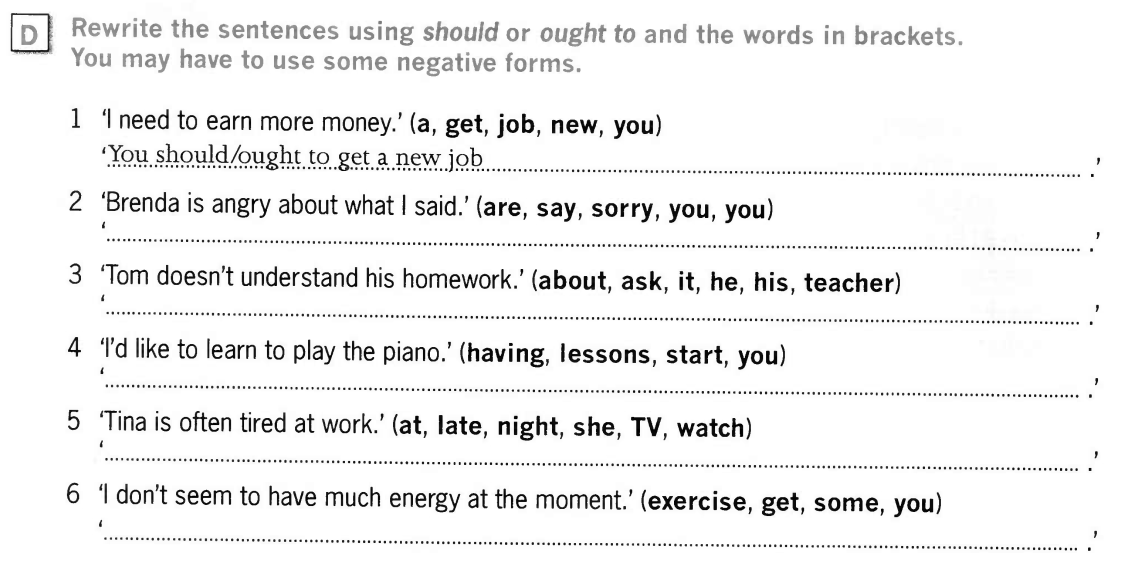 D Rewrite the sentences using should or ought to and the words in brackets.
You may have to use some negative forms.
1 ‘I need to earn more money.’ (a, get, job, new, you)
‘You should/ought to get a new job.’
2 ‘Brenda is angry about what I said.’ (are, say, sorry, you, you)
‘.’
3 ‘Tom doesn’t understand his homework.’ (about, ask, it, he, his, teacher)
‘.’
4 ‘I’d like to learn to play the piano.’ (having, lessons, start, you)
‘.’
5 ‘Tina is often tired at work.’ (at, late, night, she, TV, watch)
‘.’
6 ‘I don’t seem to have much energy at the moment.’ (exercise, get, some, you)
‘.’